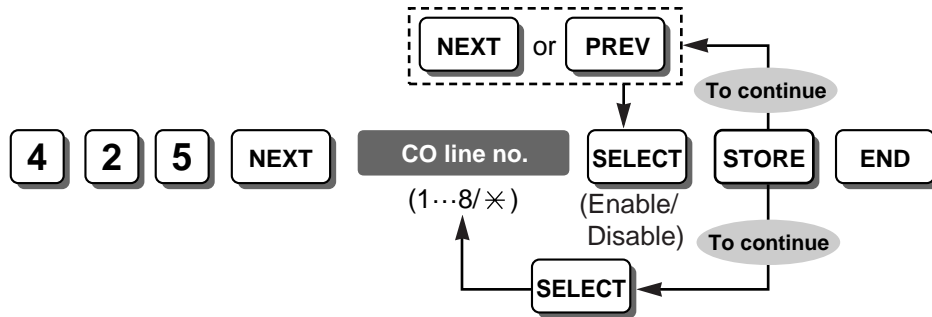 NEXT or PREV
To continue
4 2 5 NEXT CO line no. SELECT STORE END
(1···8/✳) (Enable/
Disable)
To continue
SELECT